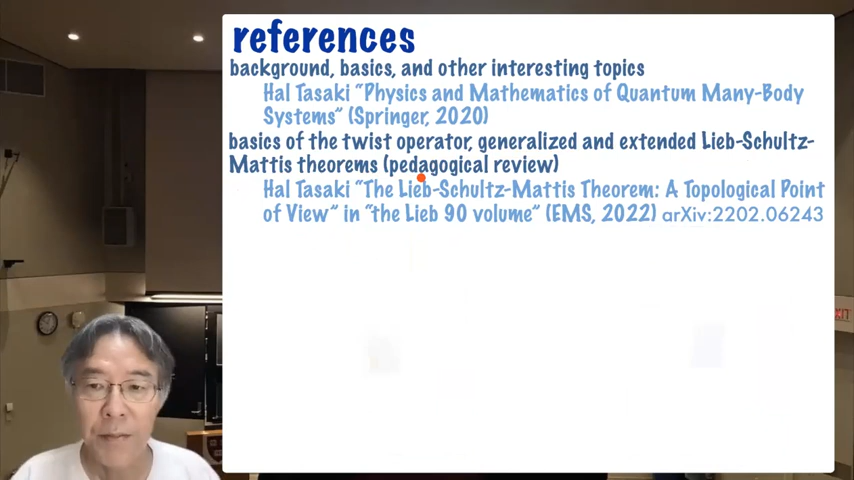 references
background, basics, and other interesting topics
Hal Tasaki "Physics and Mathematics of Quantum Many-Body
Systems" (Springer, 2020)
basics of the twist operator, generalized and extended Lieb-Schultz-
Mattis theorems (pedagogical review)
Hal Tasaki "The Lieb-Schultz-Mattis Theorem: A Topological Point
of View" in "the Lieb 90 volume" (EMS, 2022) arXiv:2202.06243